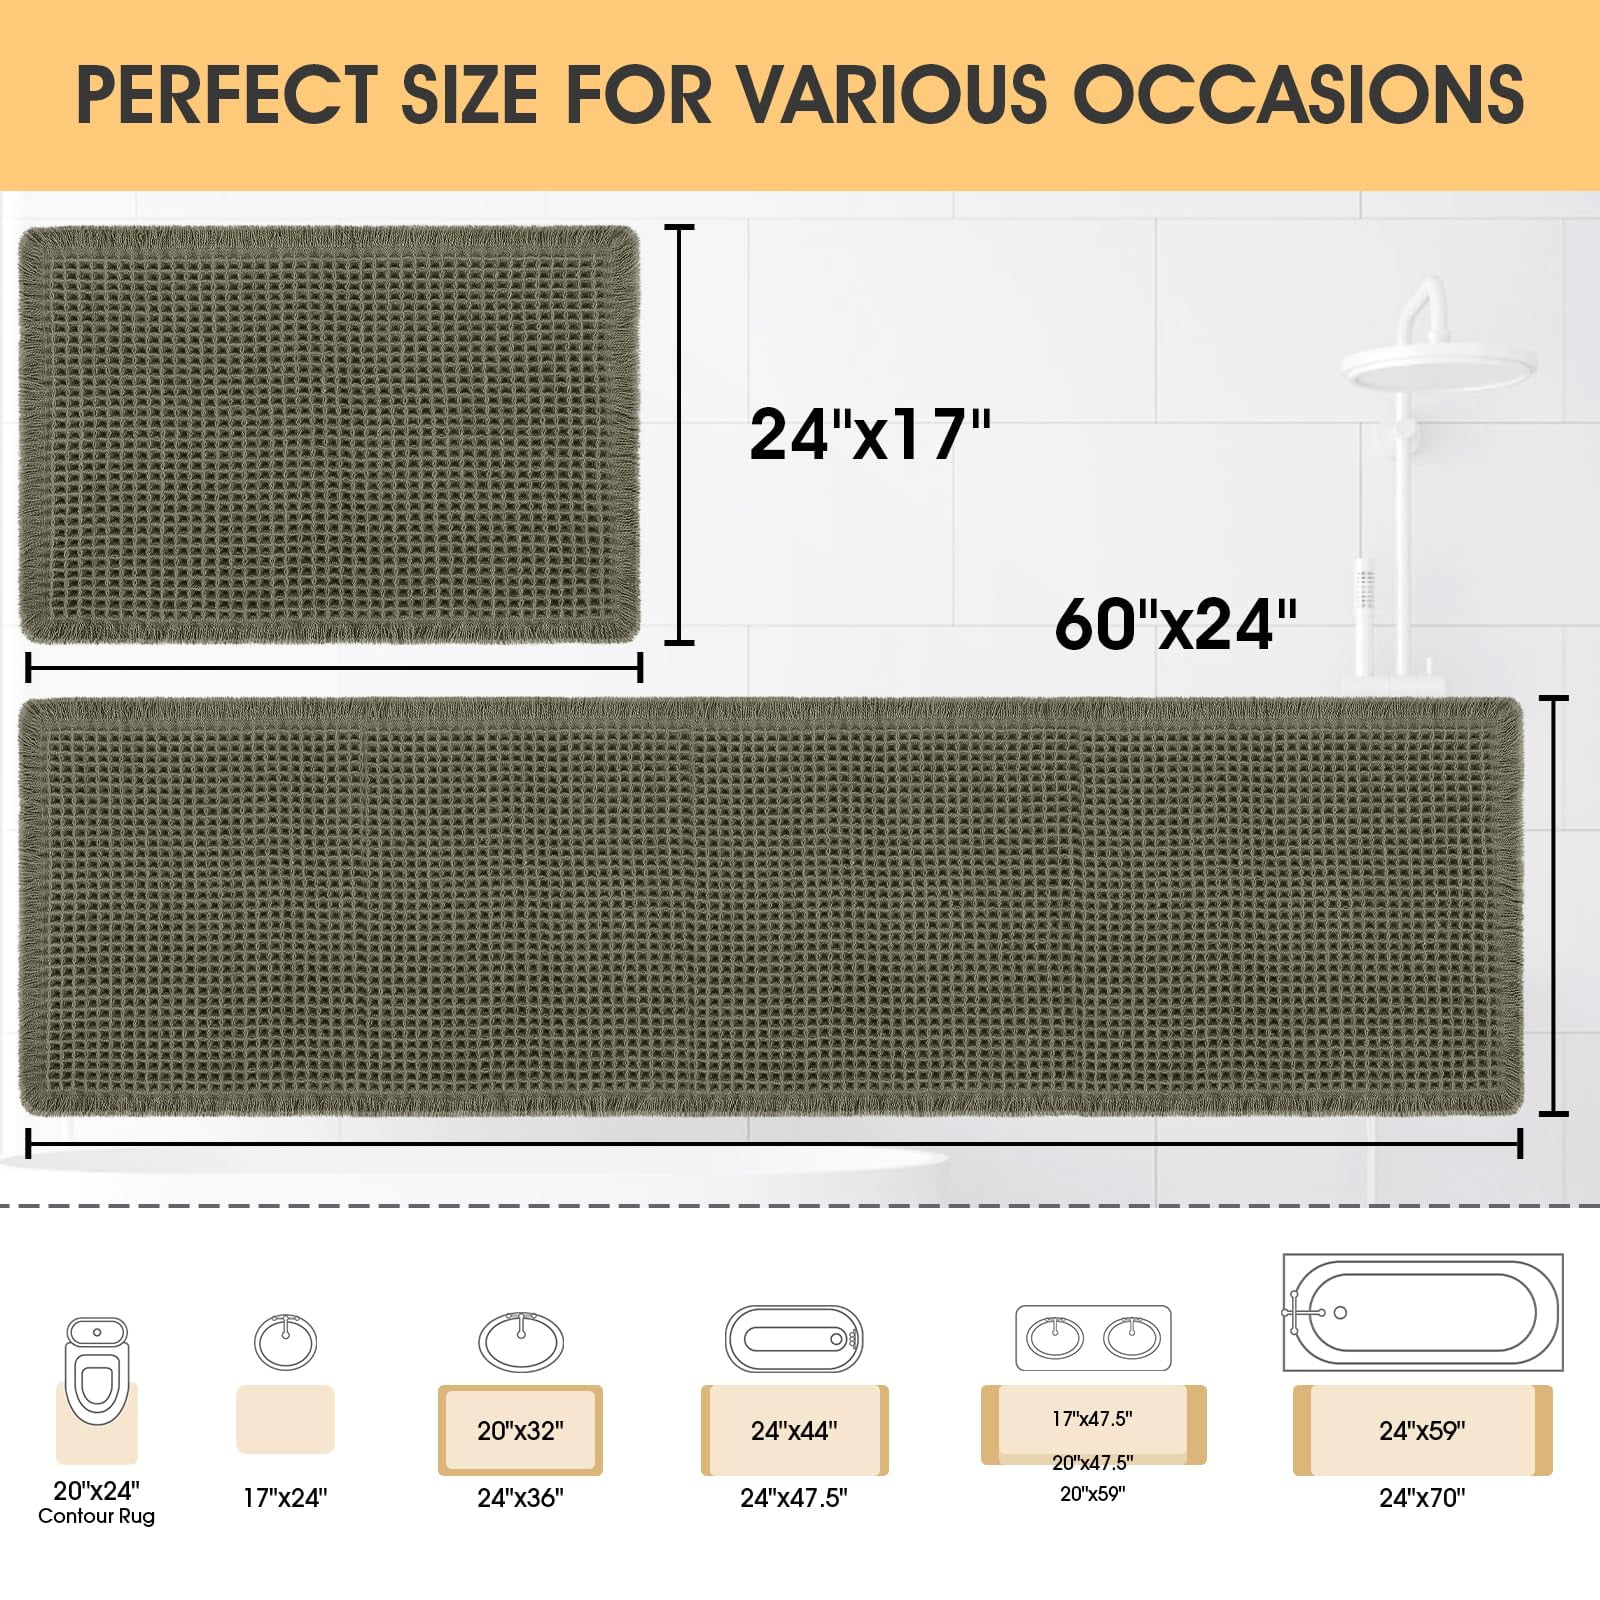 PERFECT SIZE FOR VARIOUS OCCASIONS
24"x17"
60"x24"
20"x24"
Contour Rug
17"x24"
20"x32"
24"x36"
24"x44"
24"x47.5"
17"x47.5"
20"x47.5"
20"x59"
24"x59"
24"x70"